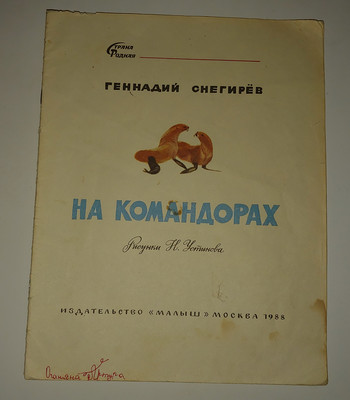 Страна
Родная
ГЕННАДИЙ СНЕГИРЁВ
НА КОМАНДОРАХ
Рисунки Н. Устинова
ИЗДАТЕЛЬСТВО «МАЛЫШ» МОСКВА 1988